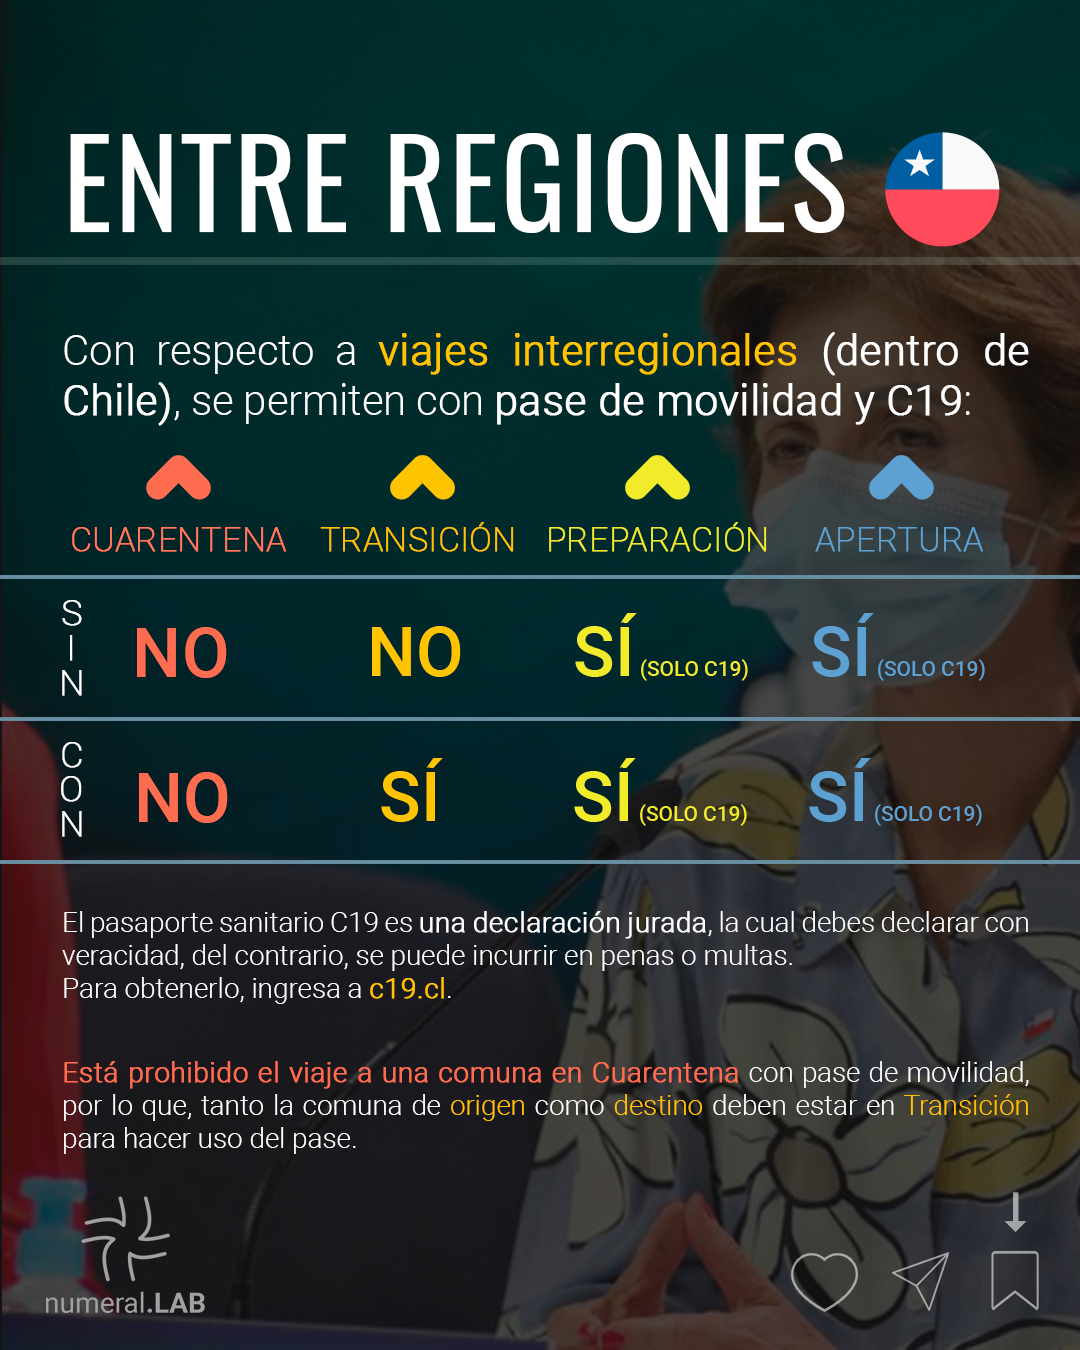 ENTRE REGIONES
Con respecto a viajes interregionales (dentro de
Chile), se permiten con pase de movilidad y C19:
CUARENTENA TRANSICIÓN PREPARACIÓN APERTURA
SIN NO NO SÍ (SOLO C19) SÍ (SOLO C19)
CON NO SÍ SÍ (SOLO C19) SÍ (SOLO C19)
El pasaporte sanitario C19 es una declaración jurada, la cual debes declarar con
veracidad, del contrario, se puede incurrir en penas o multas.
Para obtenerlo, ingresa a c19.cl.
Está prohibido el viaje a una comuna en Cuarentena con pase de movilidad,
por lo que, tanto la comuna de origen como destino deben estar en Transición
para hacer uso del pase.
numeral.LAB